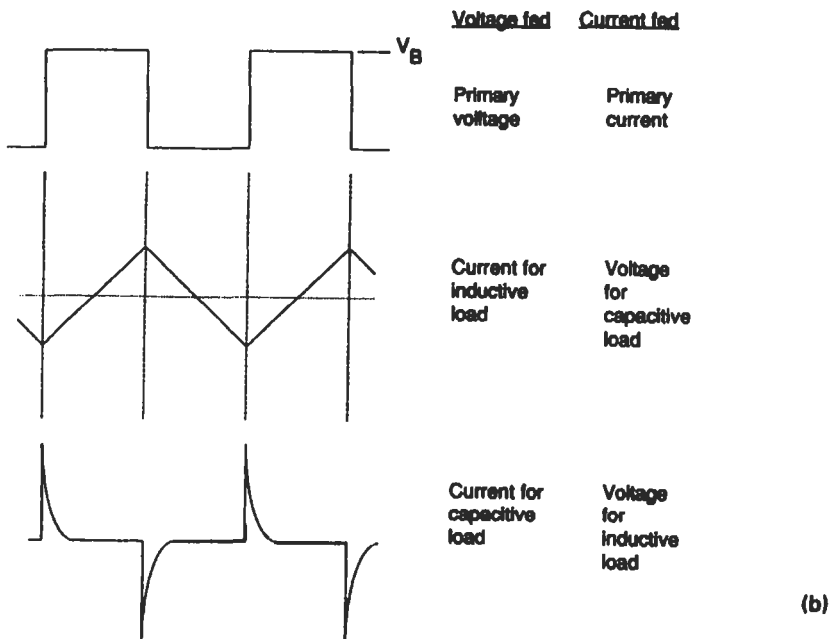 Voltage fed Current fed
V_B
Primary voltage
Primary current
Current for inductive load
Voltage for capacitive load
Current for capacitive load
Voltage for inductive load
(b)